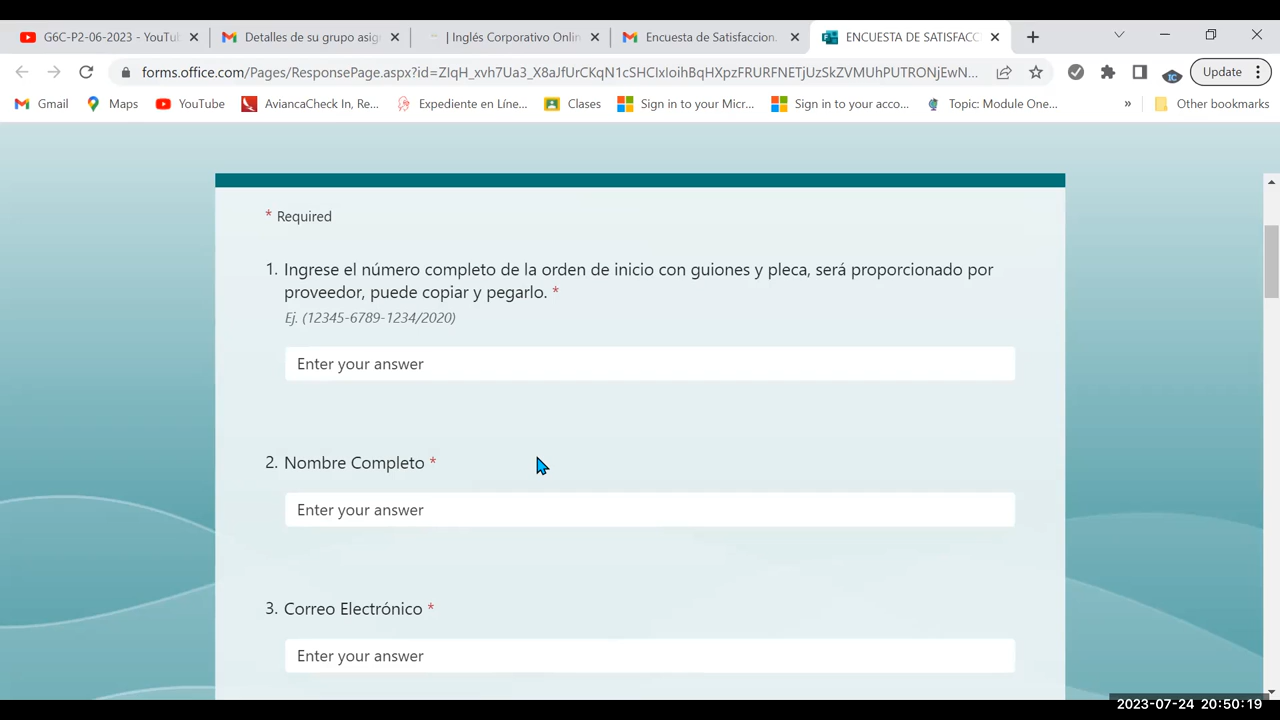 G6C-P2-06-2023 - YouTu
Detalles de su grupo asig
| Inglés Corporativo Onlin
Encuesta de Satisfaccion.
ENCUESTA DE SATISFACC
forms.office.com/Pages/ResponsePage.aspx?id=ZIqH_xvh7Ua3_X8aJfUrCKqN1cSHClxIoihBqHXpzFRURFNETjUzSkZVMUhPUTRONjEwN...
Update
Gmail
Maps
YouTube
AviancaCheck In, Re...
Expediente en Líne...
Clases
Sign in to your Micr...
Sign in to your acco...
Topic: Module One...
»
Other bookmarks
* Required
1. Ingrese el número completo de la orden de inicio con guiones y pleca, será proporcionado por
proveedor, puede copiar y pegarlo. *
Ej. (12345-6789-1234/2020)
Enter your answer
2. Nombre Completo *
Enter your answer
3. Correo Electrónico *
Enter your answer
2023-07-24 20:50:19